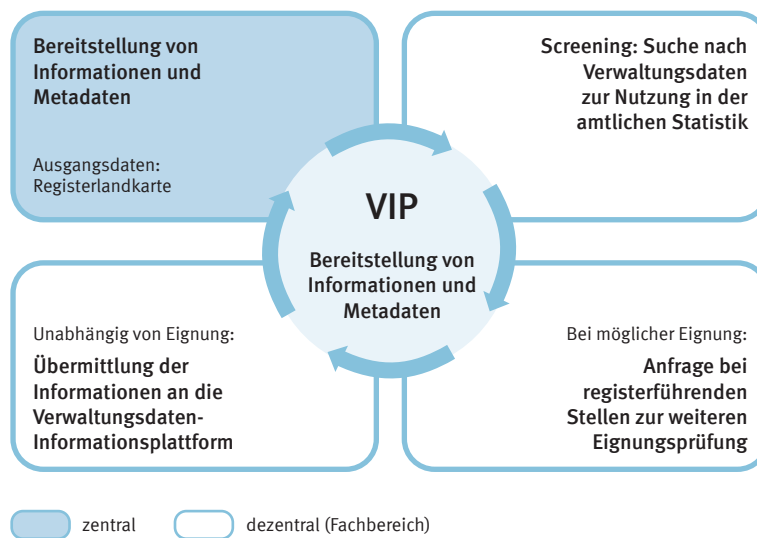 Bereitstellung von
Informationen und
Metadaten
Ausgangsdaten:
Registerlandkarte
Screening: Suche nach
Verwaltungsdaten
zur Nutzung in der
amtlichen Statistik
VIP
Bereitstellung von
Informationen und
Metadaten
Unabhängig von Eignung:
Übermittlung der
Informationen an die
Verwaltungsdaten-
Informationsplattform
Bei möglicher Eignung:
Anfrage bei
registerführenden
Stellen zur weiteren
Eignungsprüfung
zentral
dezentral (Fachbereich)